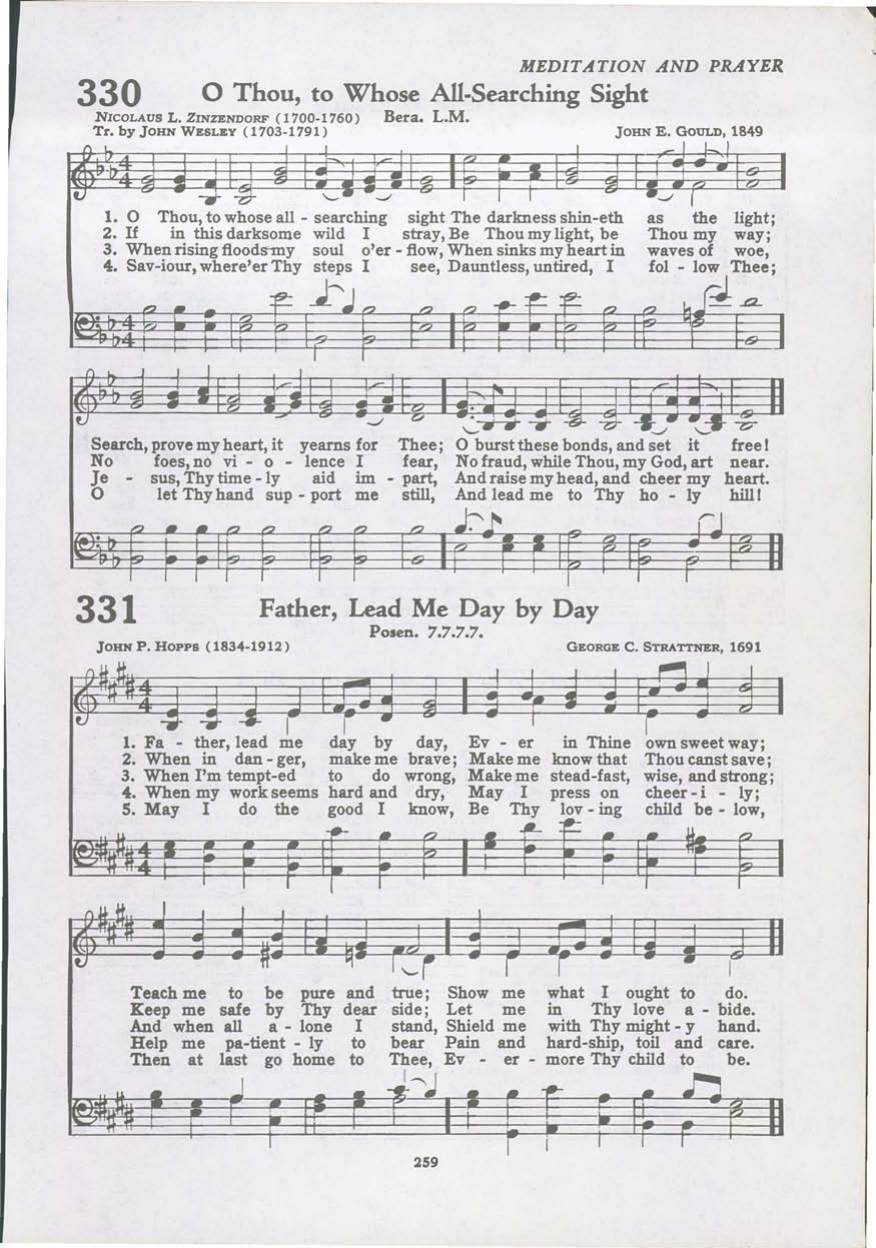 MEDITATION AND PRAYER
330 O Thou, to Whose All-Searching Sight
NICOLAUS L. ZINZENDORF (1700-1760) Bera. L.M.
Tr. by JOHN WESLEY (1703-1791) JOHN E. GOULD, 1849
1. O Thou, to whose all - searching sight The darkness shin-eth as the light;
2. If in this darksome wild I stray, Be Thou my light, be Thou my way;
3. When rising floods my soul o'er - flow, When sinks my heart in waves of woe,
4. Sav-iour, where'er Thy steps I see, Dauntless, untired, I fol - low Thee;
Search, prove my heart, it yearns for Thee; O burst these bonds, and set it free!
No foes, no vi - o - lence I fear, No fraud, while Thou, my God, art near.
Je - sus, Thy time - ly aid im - part, And raise my head, and cheer my heart.
O let Thy hand sup - port me still, And lead me to Thy ho - ly hill!
331 Father, Lead Me Day by Day
Posen. 7.7.7.7.
JOHN P. HOPPS (1834-1912) GEORGE C. STRATTNER, 1691
1. Fa - ther, lead me day by day, Ev - er in Thine own sweet way;
2. When in dan - ger, make me brave; Make me know that Thou canst save;
3. When I'm tempt-ed to do wrong, Make me stead-fast, wise, and strong;
4. When my work seems hard and dry, May I press on cheer - i - ly;
5. May I do the good I know, Be Thy lov - ing child be - low,
Teach me to be pure and true; Show me what I ought to do.
Keep me safe by Thy dear side; Let me in Thy love a - bide.
And when all a - lone I stand, Shield me with Thy might - y hand.
Help me pa-tient - ly to bear Pain and hard-ship, toil and care.
Then at last go home to Thee, Ev - er - more Thy child to be.
259